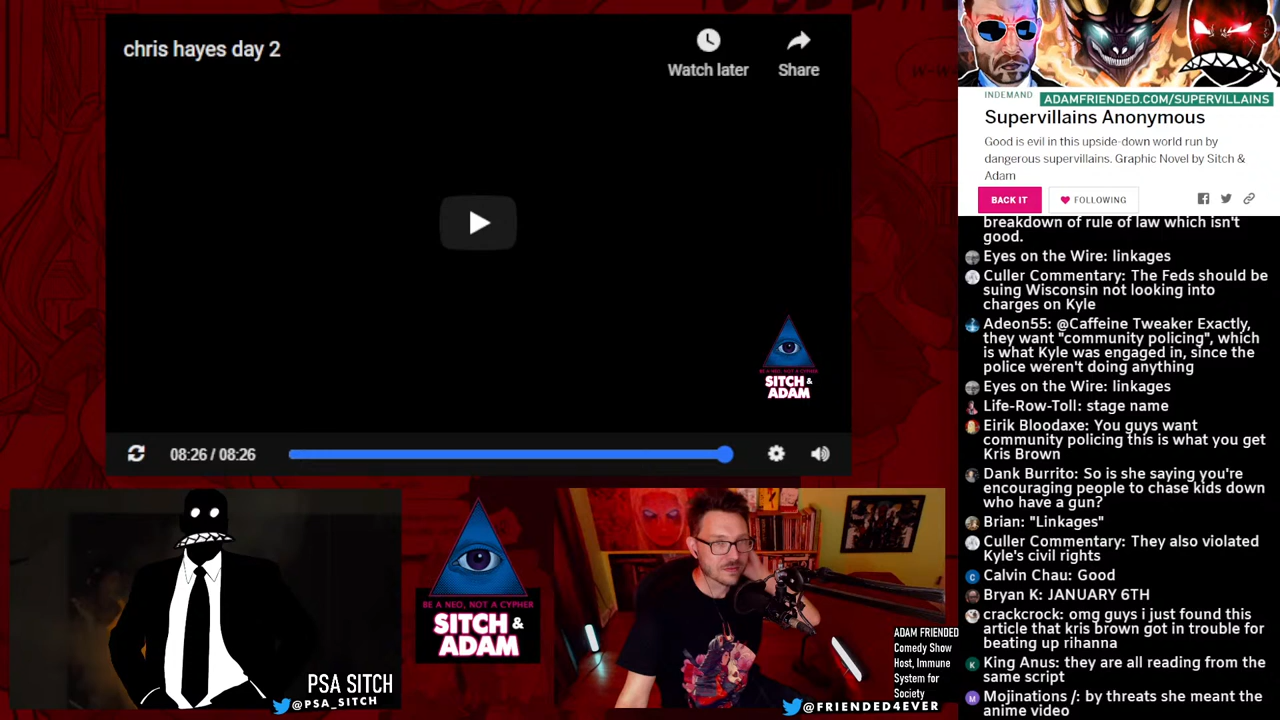 chris hayes day 2
Watch later
Share
BE A NEO, NOT A CYPHER
SITCH &
ADAM
08:26 / 08:26
INDEMAND
ADAMFRIENDED.COM/SUPERVILLAINS
Supervillains Anonymous
Good is evil in this upside-down world run by
dangerous supervillains. Graphic Novel by Sitch &
Adam
BACK IT
FOLLOWING
breakdown of rule of law which isn't
good.
Eyes on the Wire: linkages
Culler Commentary: The Feds should be
suing Wisconsin not looking into
charges on Kyle
Adeon55: @Caffeine Tweaker Exactly,
they want "community policing", which
is what Kyle was engaged in, since the
police weren't doing anything
Eyes on the Wire: linkages
Life-Row-Toll: stage name
Eirik Bloodaxe: You guys want
community policing this is what you get
Kris Brown
Dank Burrito: So is she saying you're
encouraging people to chase kids down
who have a gun?
Brian: "Linkages"
Culler Commentary: They also violated
Kyle's civil rights
C
Calvin Chau: Good
Bryan K: JANUARY 6TH
crackcrock: omg guys i just found this
article that kris brown got in trouble for
beating up rihanna
K
King Anus: they are all reading from the
same script
M
Mojinations /: by threats she meant the
anime video
PSA SITCH
@PSA_SITCH
BE A NEO, NOT A CYPHER
SITCH &
ADAM
ADAM FRIENDED
Comedy Show
Host, Immune
System for
Society
@FRIENDED4EVER